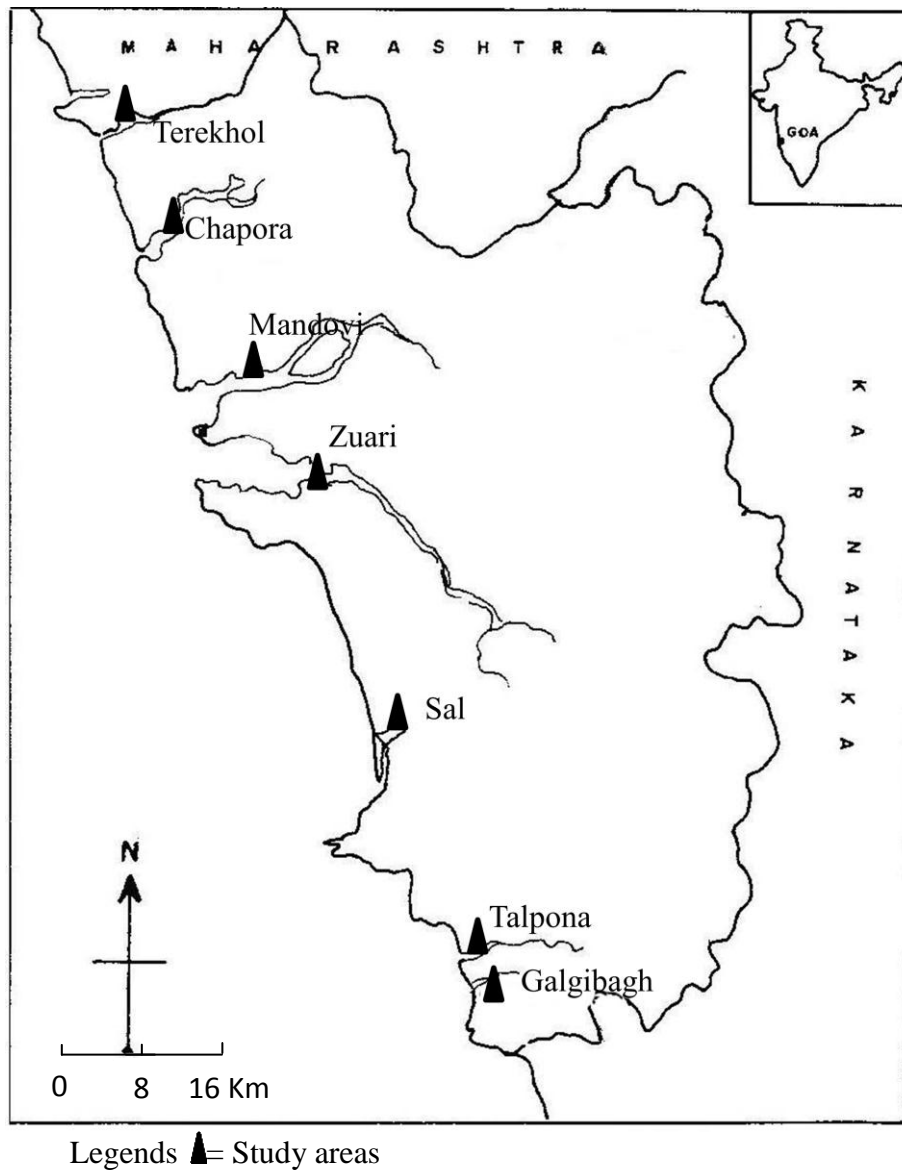 MAHARASHTRA
Terekhol
GOA
Chapora
Mandovi
Zuari
KARNATAKA
Sal
N
Talpona
Galgibagh
0 8 16 Km
Legends = Study areas